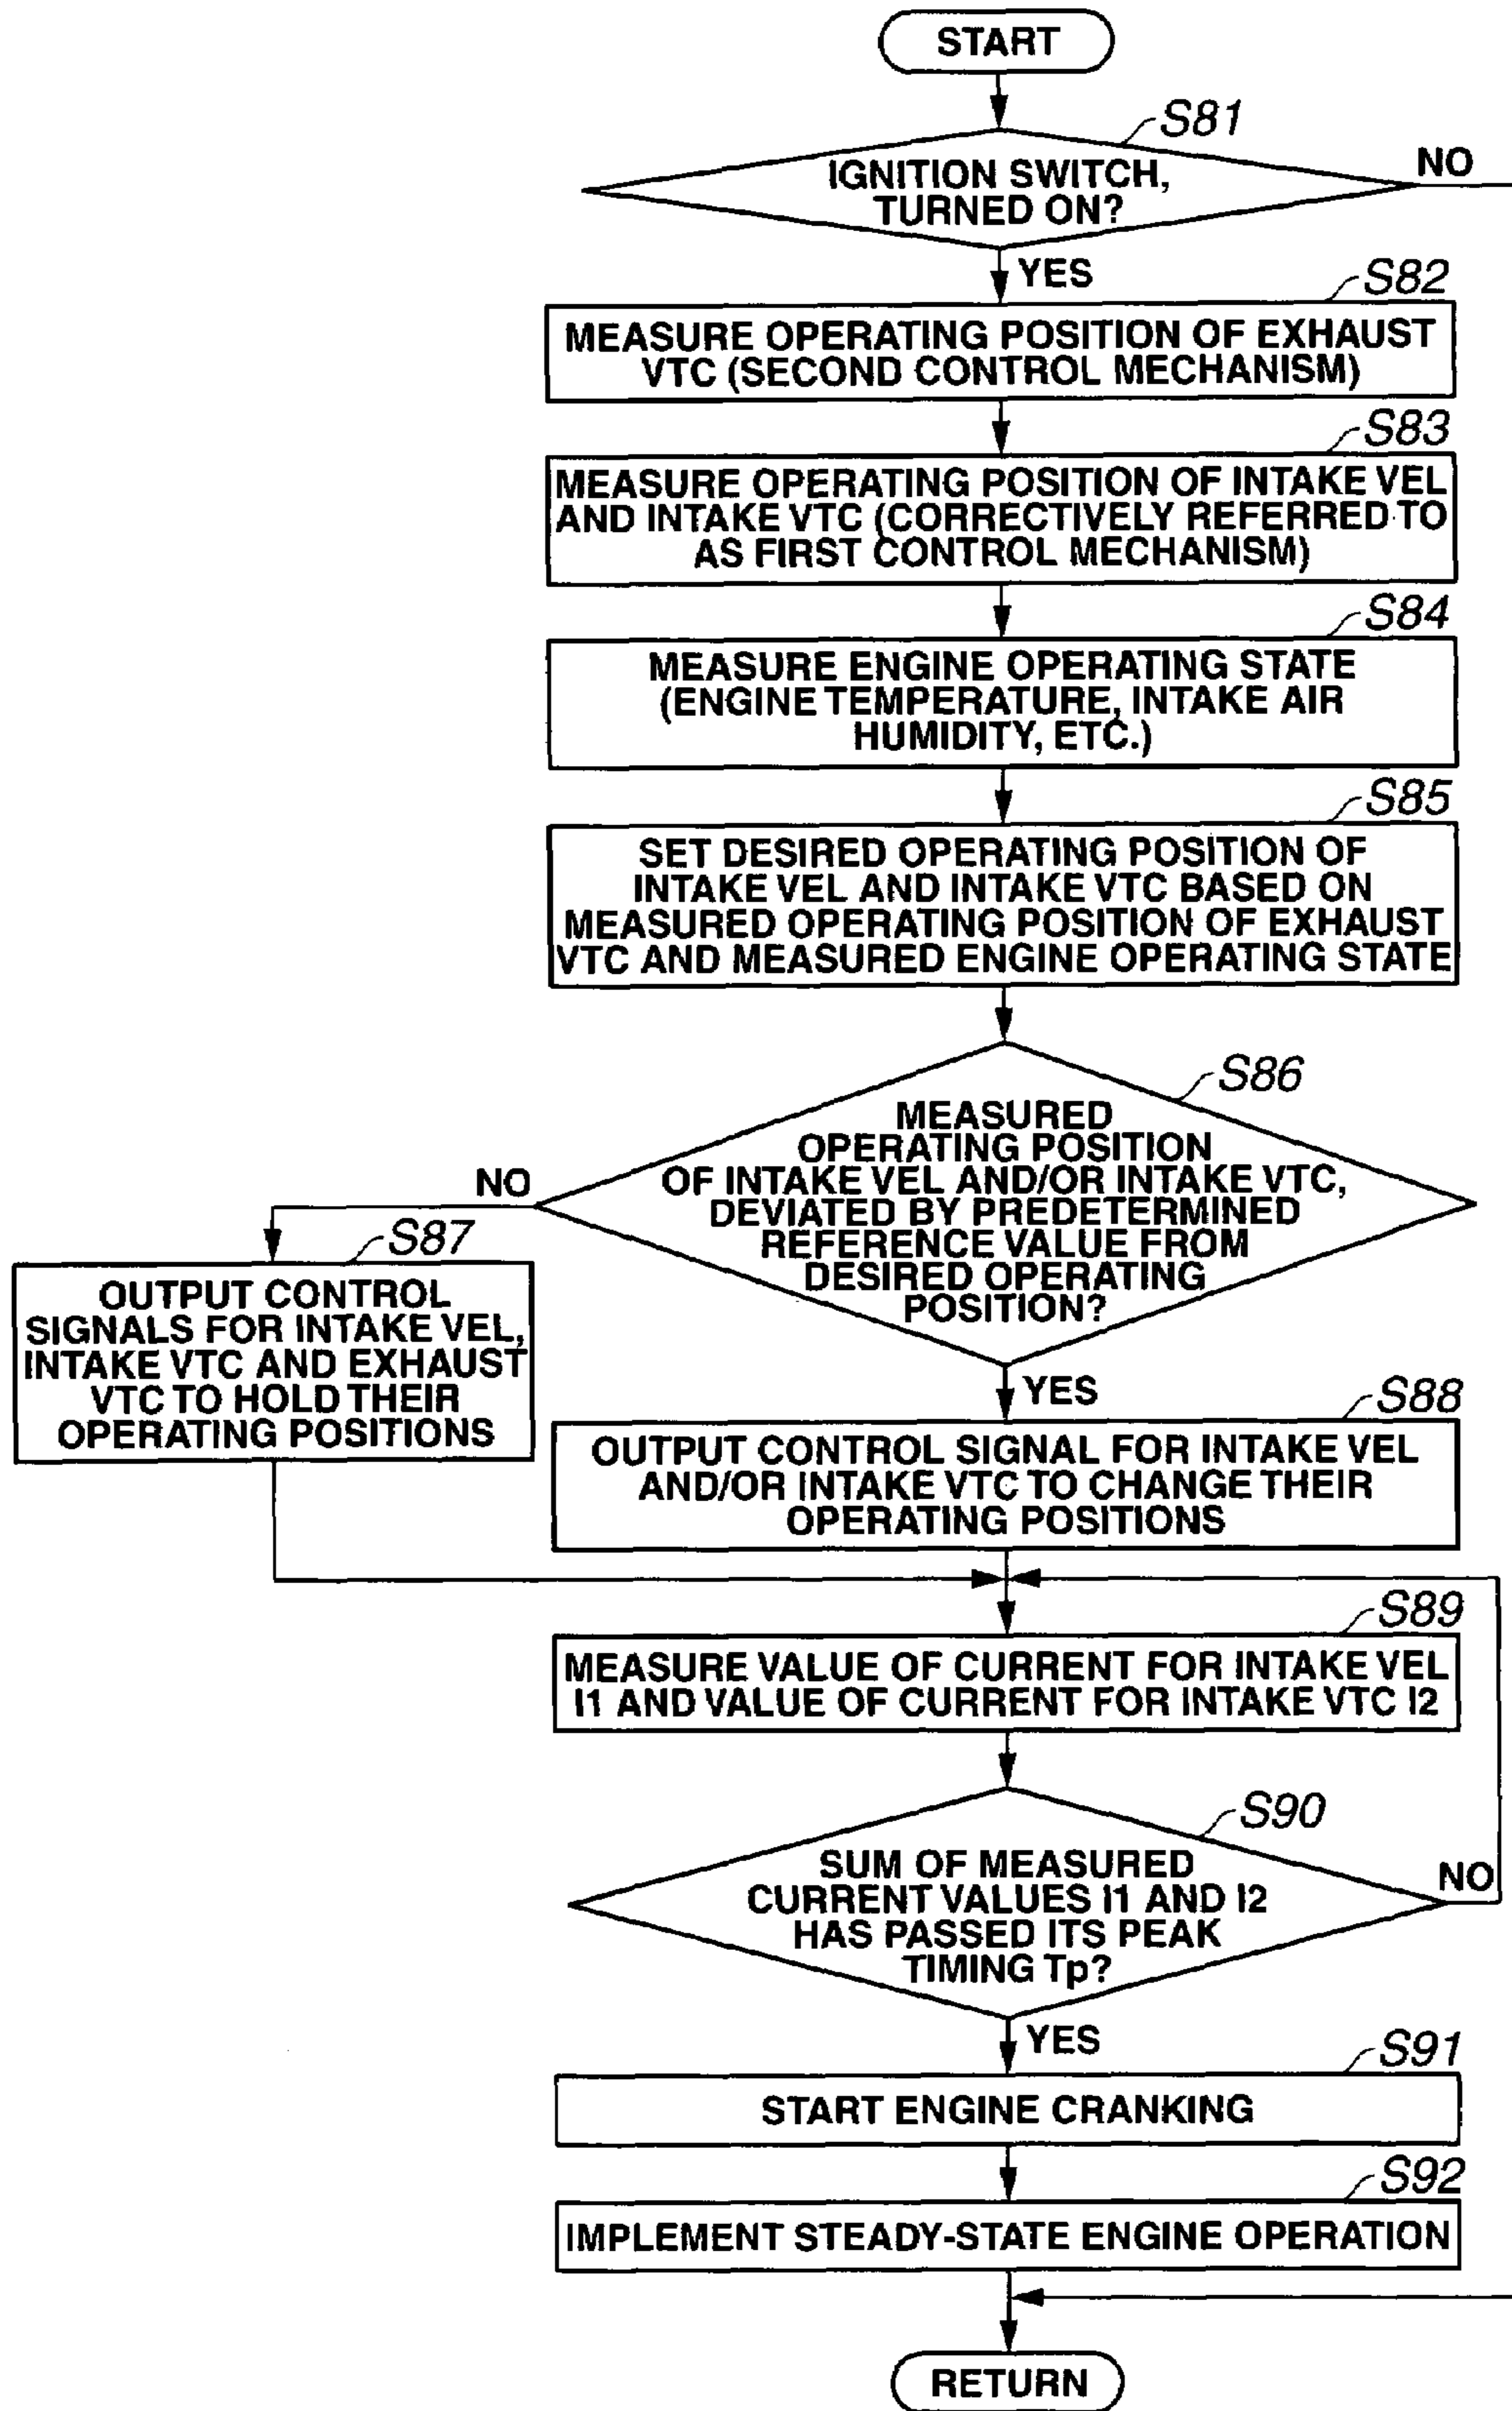 START
S81
IGNITION SWITCH,
TURNED ON?
NO
YES
S82
MEASURE OPERATING POSITION OF EXHAUST
VTC (SECOND CONTROL MECHANISM)
S83
MEASURE OPERATING POSITION OF INTAKE VEL
AND INTAKE VTC (CORRECTIVELY REFERRED TO
AS FIRST CONTROL MECHANISM)
S84
MEASURE ENGINE OPERATING STATE
(ENGINE TEMPERATURE, INTAKE AIR
HUMIDITY, ETC.)
S85
SET DESIRED OPERATING POSITION OF
INTAKE VEL AND INTAKE VTC BASED ON
MEASURED OPERATING POSITION OF EXHAUST
VTC AND MEASURED ENGINE OPERATING STATE
S86
MEASURED
OPERATING POSITION
OF INTAKE VEL AND/OR INTAKE VTC,
DEVIATED BY PREDETERMINED
REFERENCE VALUE FROM
DESIRED OPERATING
POSITION?
NO
S87
OUTPUT CONTROL
SIGNALS FOR INTAKE VEL,
INTAKE VTC AND EXHAUST
VTC TO HOLD THEIR
OPERATING POSITIONS
YES
S88
OUTPUT CONTROL SIGNAL FOR INTAKE VEL
AND/OR INTAKE VTC TO CHANGE THEIR
OPERATING POSITIONS
S89
MEASURE VALUE OF CURRENT FOR INTAKE VEL
I1 AND VALUE OF CURRENT FOR INTAKE VTC I2
S90
SUM OF MEASURED
CURRENT VALUES I1 AND I2
HAS PASSED ITS PEAK
TIMING Tp?
NO
YES
S91
START ENGINE CRANKING
S92
IMPLEMENT STEADY-STATE ENGINE OPERATION
RETURN